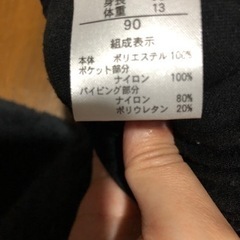 身長
体重 13
90
組成表示
本体 ポリエステル 100%
ポケット部分
ナイロン 100%
パイピング部分
ナイロン 80%
ポリウレタン 20%